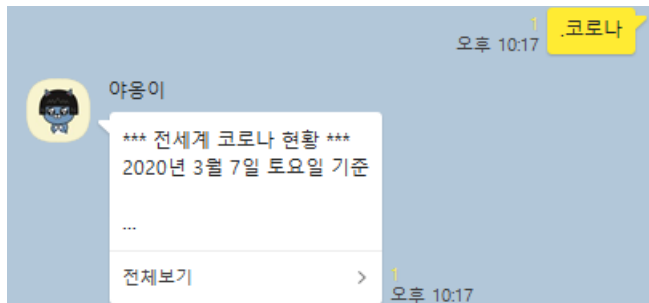 1
오후 10:17
.코로나
야옹이
*** 전세계 코로나 현황 ***
2020년 3월 7일 토요일 기준
...
전체보기
1
오후 10:17